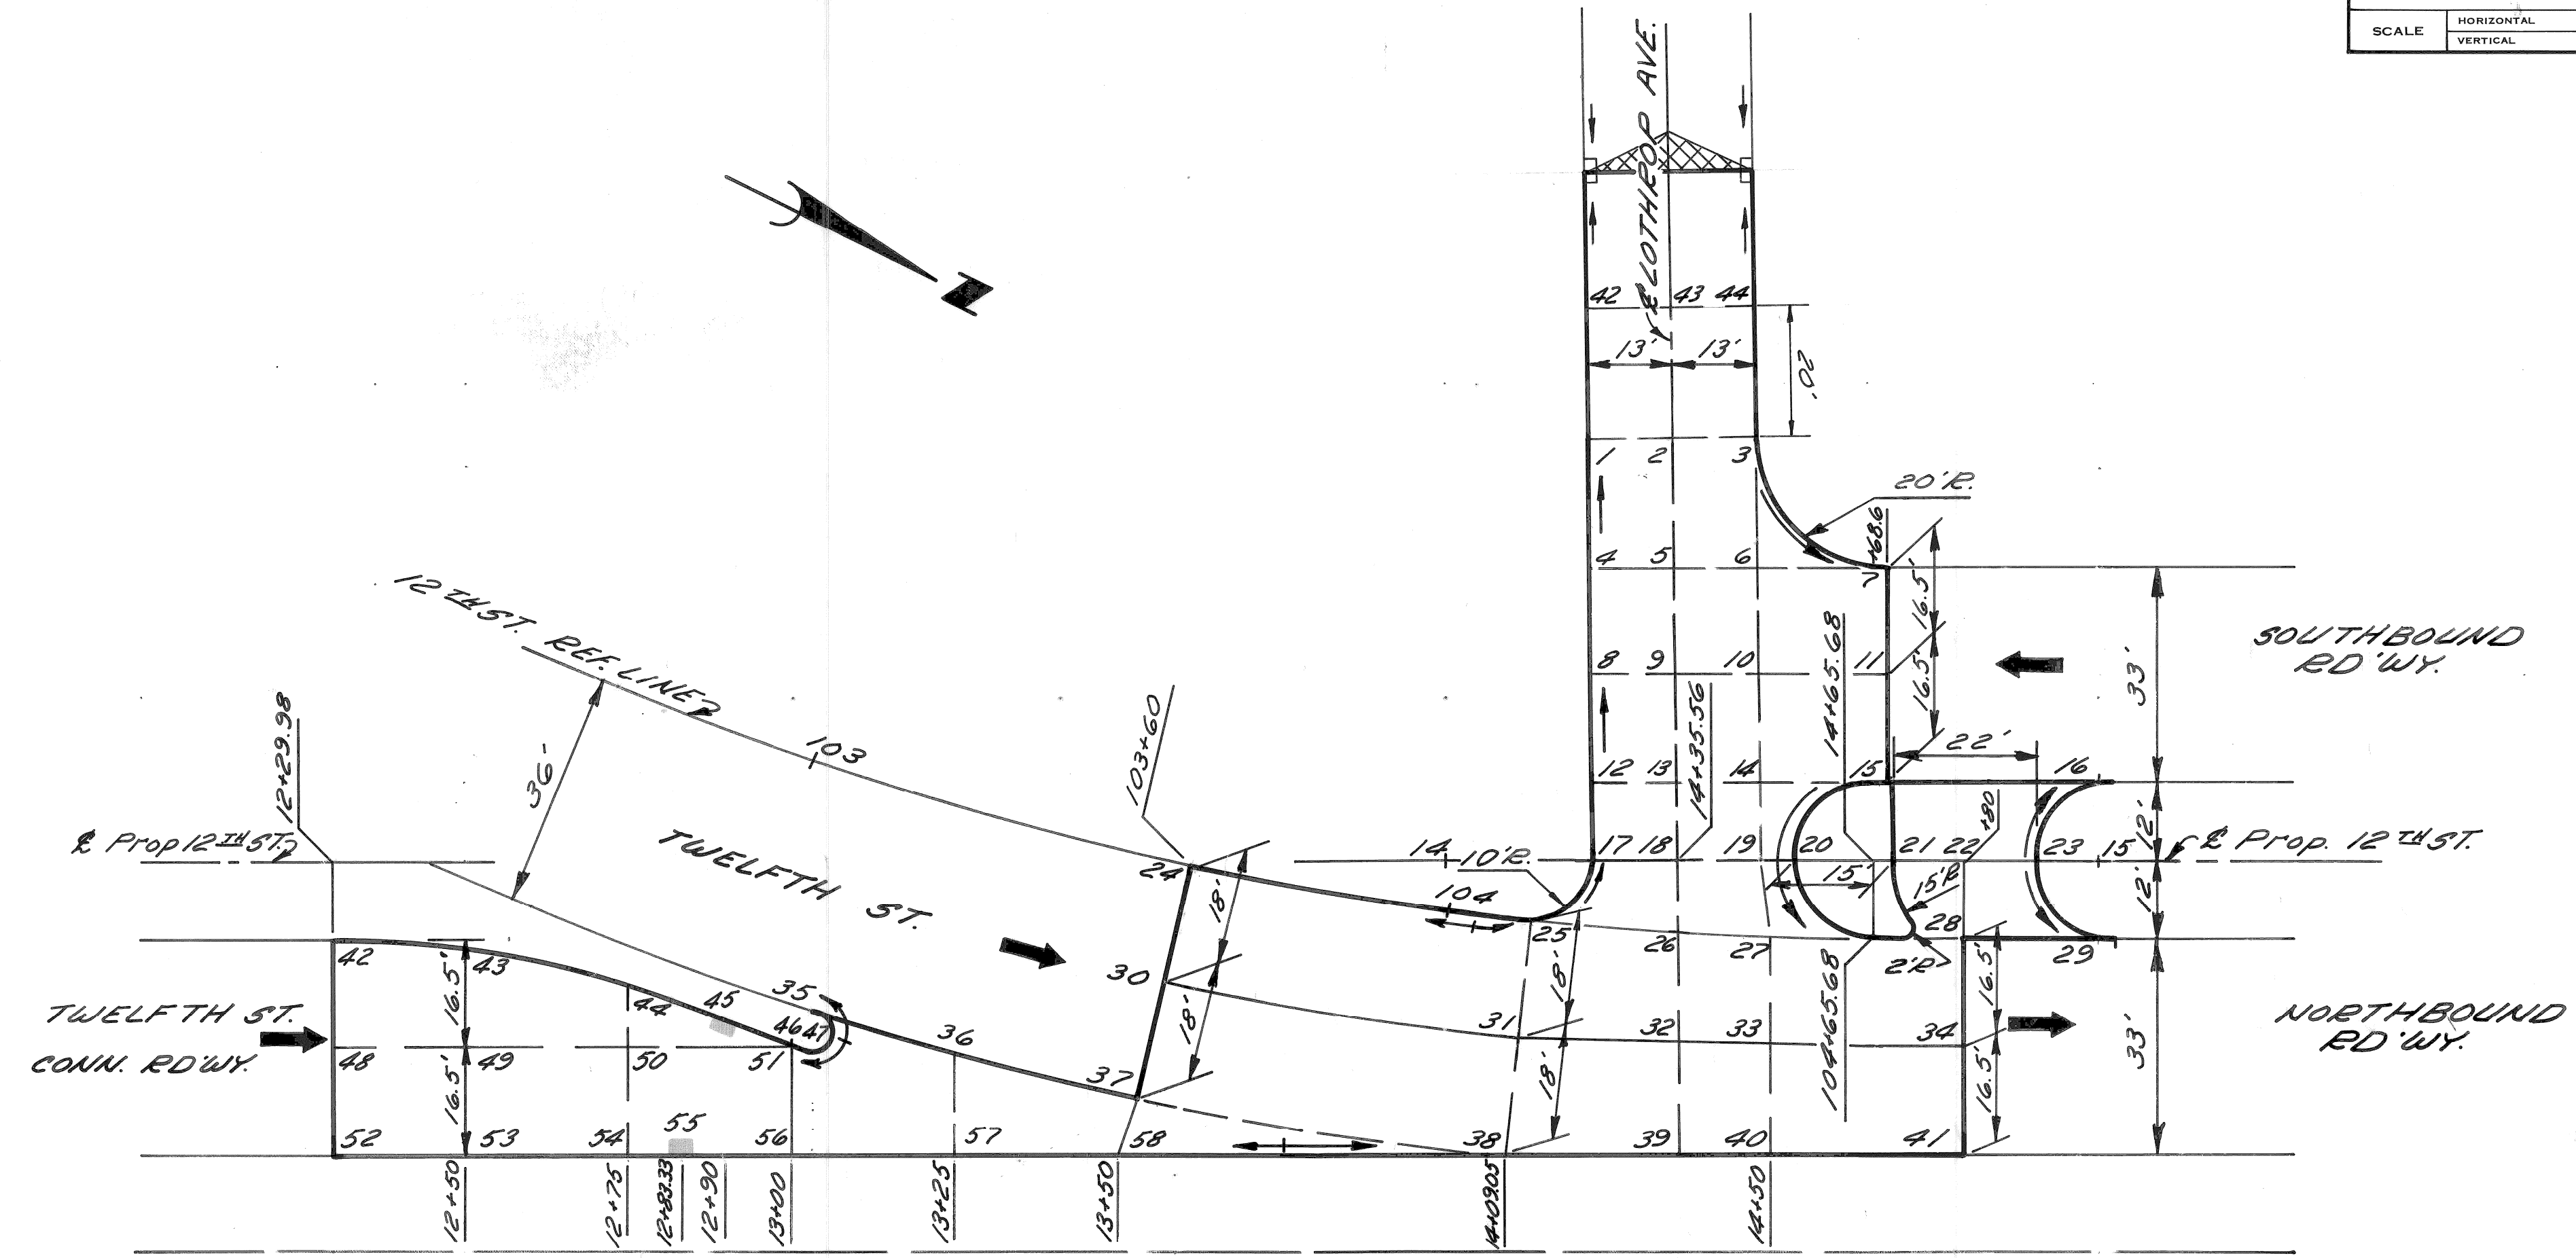 SCALE
HORIZONTAL
VERTICAL
℄ LOTHROP AVE.
N
42 43 44
13' 13'
20'
1 2 3
20'R.
4 5 6 7
+68.6
16.5'
16.5'
8 9 10 11
33'
SOUTHBOUND
RD'WY.
12TH ST. REF. LINE
103
36'
103+60
12+29.98
℄ Prop 12TH ST.
TWELFTH ST.
14+35.56
14+65.68
22'
12 13 14 15 16
+80
12'
14 10'R. 17 18 19 20 21 22 23 15
℄ Prop. 12TH ST.
15'
15'R
12'
24
18'
18'
104
25 26 27 28 29
2'R
104+65.68
16.5'
16.5'
18'
18'
30 31 32 33 34
NORTHBOUND
RD'WY.
33'
42 43 44 45 46 47
35 36 37
16.5'
16.5'
TWELFTH ST.
CONN. RD'WY.
48 49 50 51
52 53 54 55 56 57 58 38 39 40 41
12+50
12+75
12+83.33
12+90
13+00
13+25
13+50
14+09.05
14+50